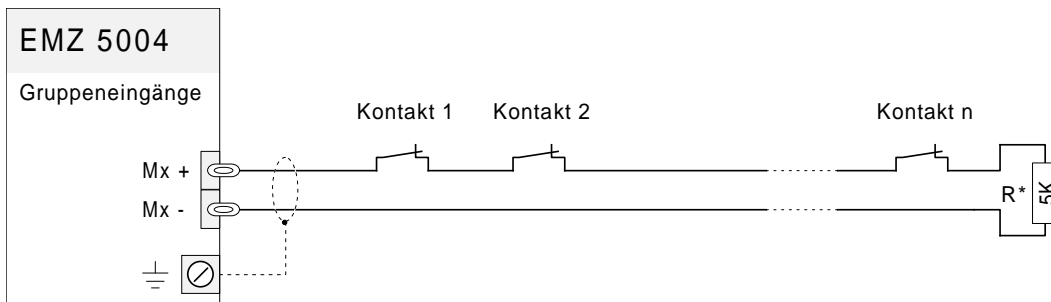 EMZ 5004
Gruppeneingänge
Kontakt 1
Kontakt 2
Kontakt n
Mx +
Mx -
R*
5K